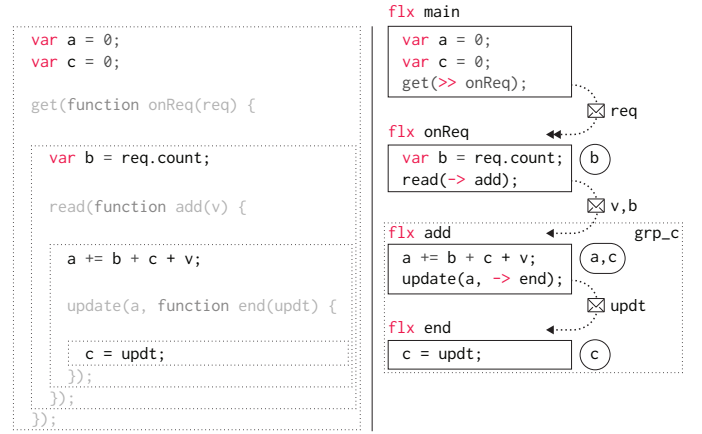 var a = 0;
var c = 0;
get(function onReq(req) {
var b = req.count;
read(function add(v) {
a += b + c + v;
update(a, function end(updt) {
c = updt;
});
});
});
flx main
var a = 0;
var c = 0;
get(>> onReq);
req
flx onReq
var b = req.count;
read(-> add);
b
v,b
flx add
grp_c
a += b + c + v;
update(a, -> end);
a,c
updt
flx end
c = updt;
c